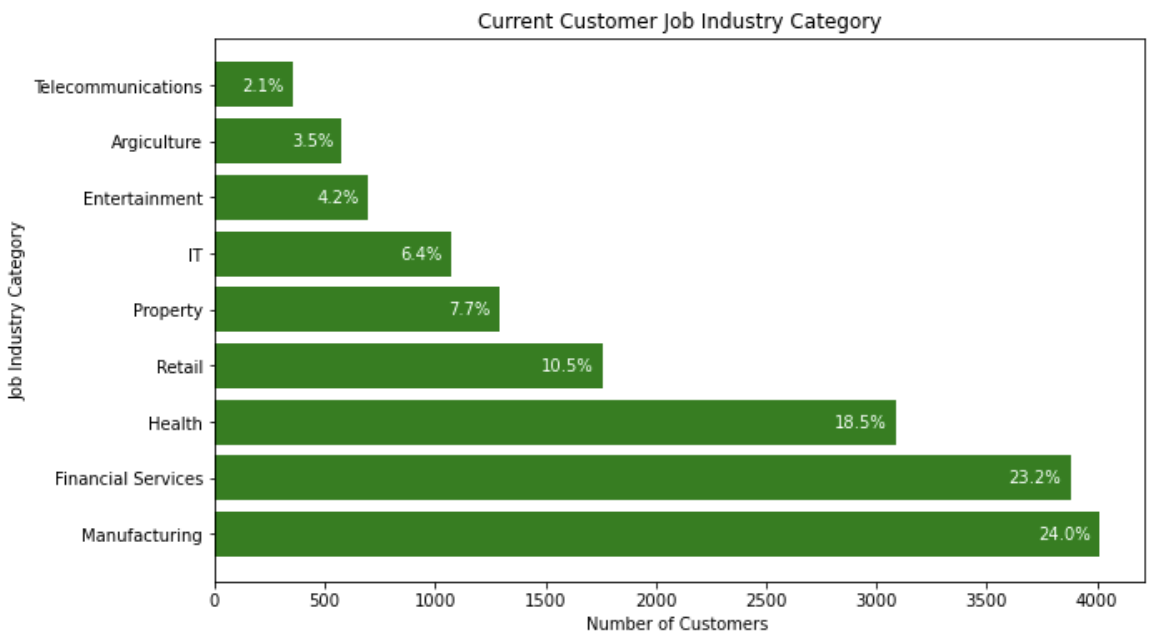 Current Customer Job Industry Category
Telecommunications 2.1%
Argiculture 3.5%
Entertainment 4.2%
IT 6.4%
Property 7.7%
Retail 10.5%
Health 18.5%
Financial Services 23.2%
Manufacturing 24.0%
Job Industry Category
0 500 1000 1500 2000 2500 3000 3500 4000
Number of Customers